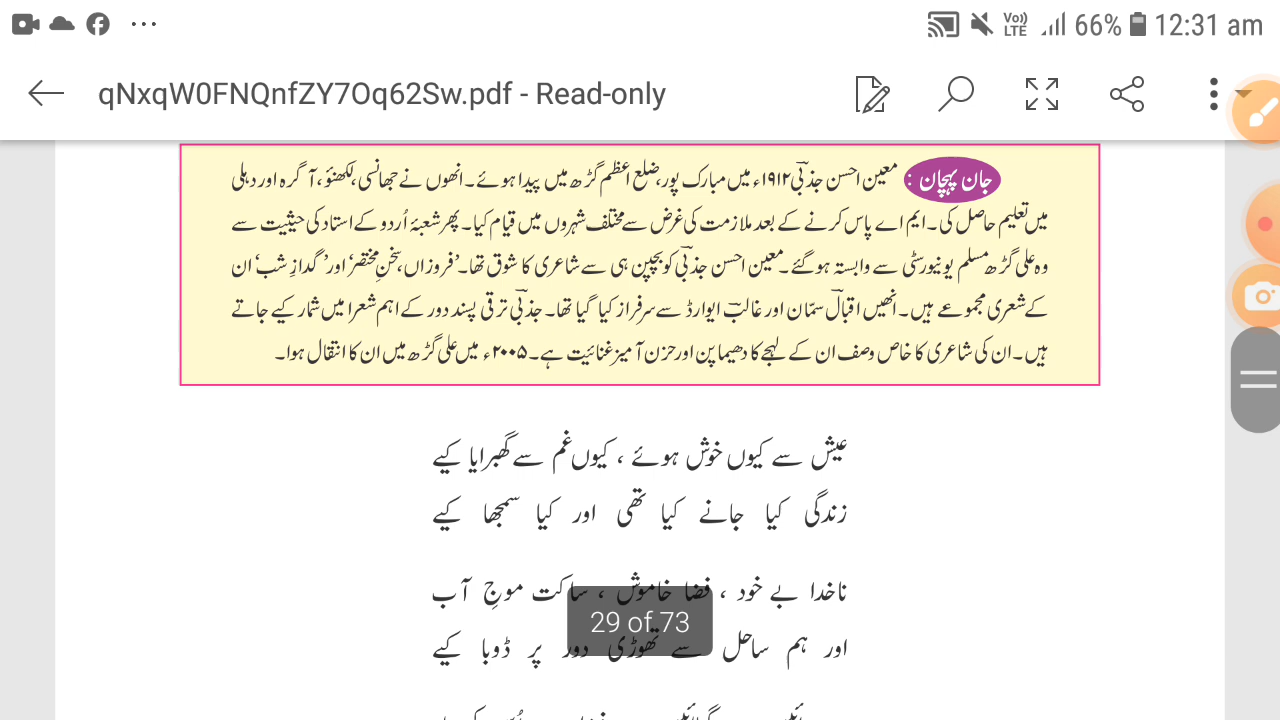 Vo)) LTE 66% 12:31 am
qNxqW0FNQnfZY7Oq62Sw.pdf - Read-only
جان پہچان : معین احسن جذبیؔ ۱۹۱۲ء میں مبارک پور، ضلع اعظم گڑھ میں پیدا ہوئے۔ انھوں نے جھانسی، لکھنؤ، آگرہ اور دہلی
میں تعلیم حاصل کی۔ ایم اے پاس کرنے کے بعد ملازمت کی غرض سے مختلف شہروں میں قیام کیا۔ پھر شعبۂ اُردو کے استاد کی حیثیت سے
وہ علی گڑھ مسلم یونیورسٹی سے وابستہ ہوگئے۔ معین احسن جذبیؔ کو بچپن ہی سے شاعری کا شوق تھا۔ ’فروزاں، سخنِ مختصر‘ اور ’گدازِ شب‘ ان
کے شعری مجموعے ہیں۔ انھیں اقبالؔ سمّان اور غالبؔ ایوارڈ سے سرفراز کیا گیا تھا۔ جذبیؔ ترقی پسند دور کے اہم شعرا میں شمار کیے جاتے
ہیں۔ ان کی شاعری کا خاص وصف ان کے لہجے کا دھیما پن اور حزن آمیز غنائیت ہے۔ ۲۰۰۵ء میں علی گڑھ میں ان کا انتقال ہوا۔
عیش سے کیوں خوش ہوئے ، کیوں غم سے گھبرایا کیے
زندگی کیا جانے کیا تھی اور کیا سمجھا کیے
ناخدا بے خود ، فضا خاموش ، ساکت موجِ آب
29 of 73
اور ہم ساحل سے تھوڑی دور پر ڈوبا کیے